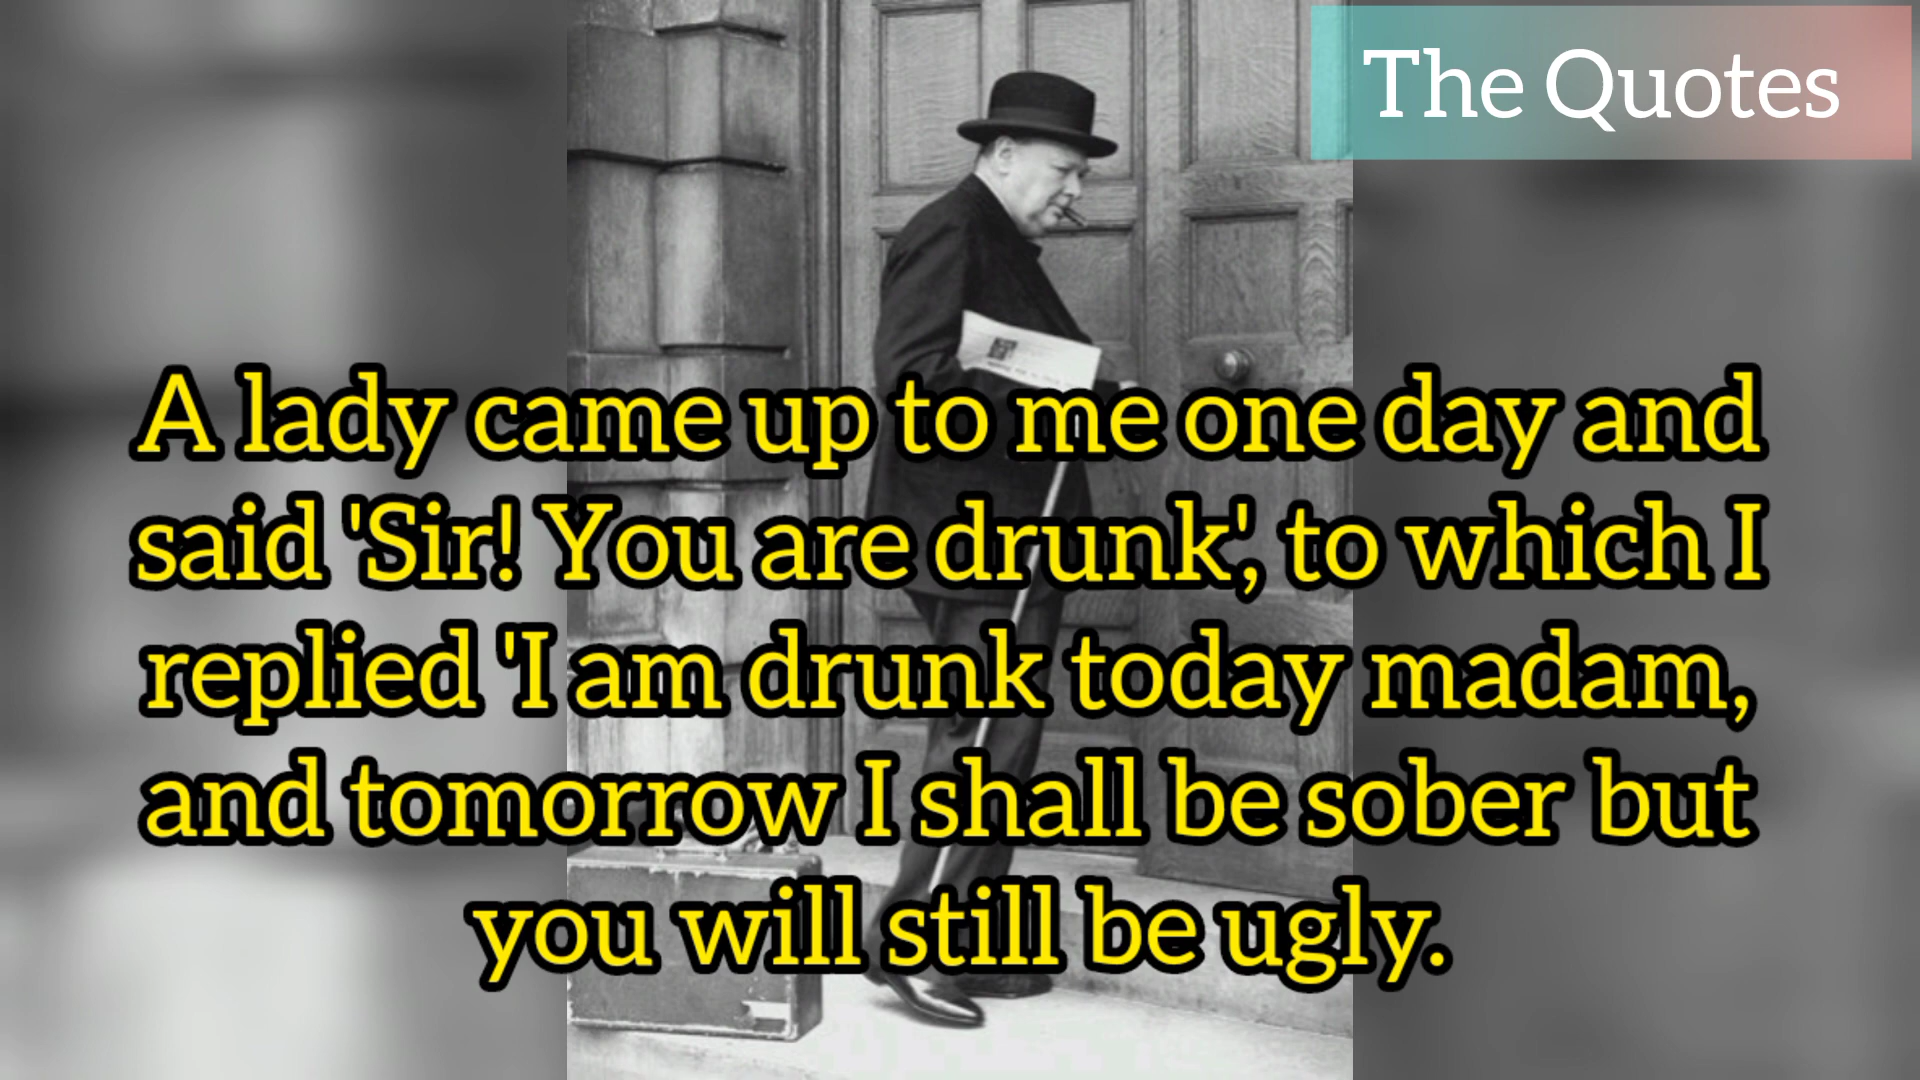 The Quotes
A lady came up to me one day and
said 'Sir! You are drunk', to which I
replied 'I am drunk today madam,
and tomorrow I shall be sober but
you will still be ugly.